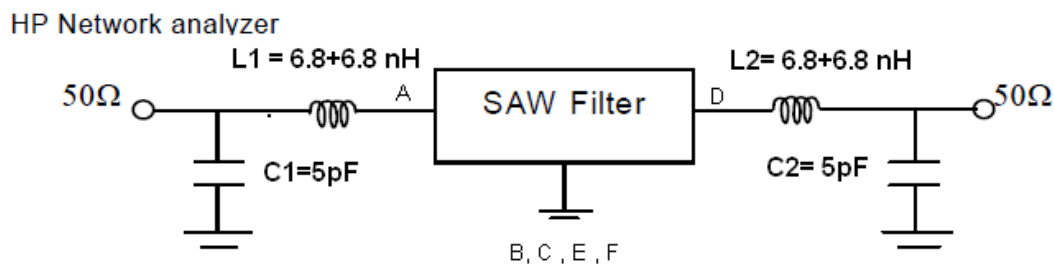 HP Network analyzer
L1 = 6.8+6.8 nH
L2= 6.8+6.8 nH
50Ω
A
SAW Filter
D
50Ω
C1=5pF
C2= 5pF
B, C , E , F